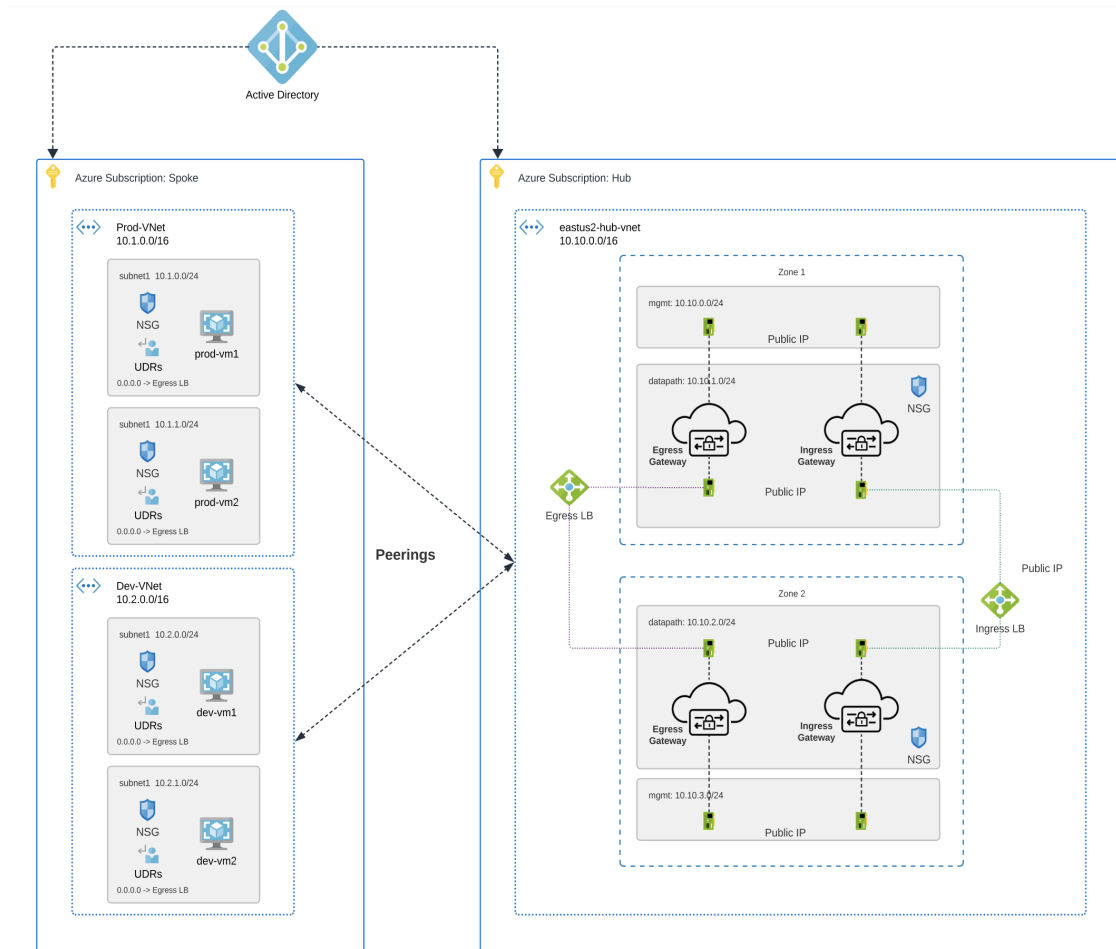 Active Directory
Azure Subscription: Spoke
Prod-VNet
10.1.0.0/16
subnet1 10.1.0.0/24
NSG
UDRs
prod-vm1
0.0.0.0 -> Egress LB
subnet1 10.1.1.0/24
NSG
UDRs
prod-vm2
0.0.0.0 -> Egress LB
Dev-VNet
10.2.0.0/16
subnet1 10.2.0.0/24
NSG
UDRs
dev-vm1
0.0.0.0 -> Egress LB
subnet1 10.2.1.0/24
NSG
UDRs
dev-vm2
0.0.0.0 -> Egress LB
Peerings
Azure Subscription: Hub
eastus2-hub-vnet
10.10.0.0/16
Zone 1
mgmt: 10.10.0.0/24
Public IP
datapath: 10.10.1.0/24
NSG
Egress
Gateway
Ingress
Gateway
Public IP
Egress LB
Public IP
Ingress LB
Zone 2
datapath: 10.10.2.0/24
Public IP
Egress
Gateway
Ingress
Gateway
NSG
mgmt: 10.10.3.0/24
Public IP